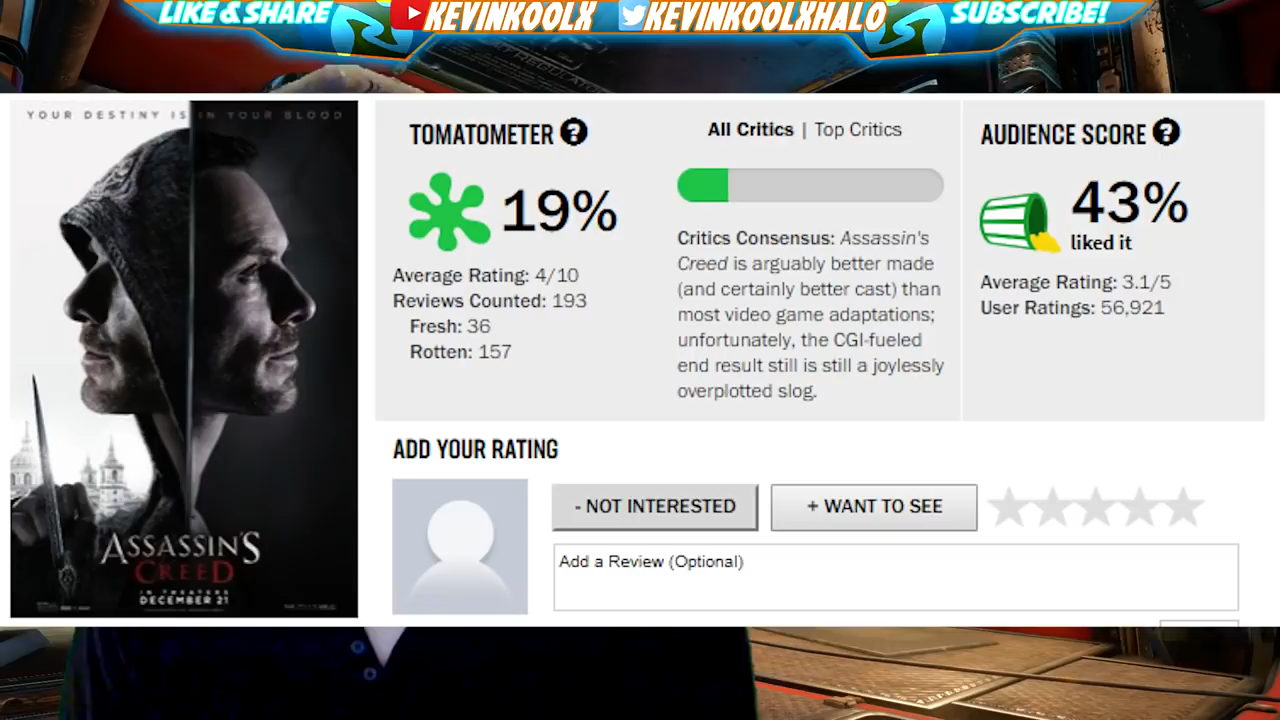 LIKE & SHARE
KEVINKOOLX
KEVINKOOLXHALO
SUBSCRIBE!
YOUR DESTINY IS IN YOUR BLOOD
ASSASSIN'S
CREED
IN THEATERS
DECEMBER 21
TOMATOMETER ?
19%
Average Rating: 4/10
Reviews Counted: 193
Fresh: 36
Rotten: 157
All Critics | Top Critics
Critics Consensus: Assassin's
Creed is arguably better made
(and certainly better cast) than
most video game adaptations;
unfortunately, the CGI-fueled
end result still is still a joylessly
overplotted slog.
AUDIENCE SCORE ?
43%
liked it
Average Rating: 3.1/5
User Ratings: 56,921
ADD YOUR RATING
- NOT INTERESTED
+ WANT TO SEE
Add a Review (Optional)